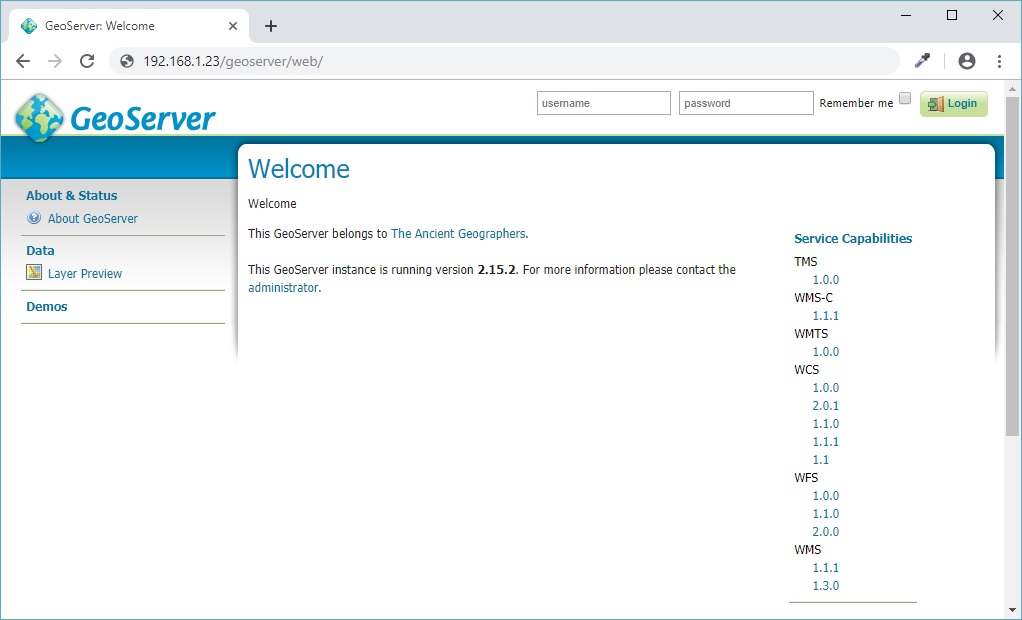 GeoServer: Welcome
192.168.1.23/geoserver/web/
GeoServer
username
password
Remember me
Login
About & Status
About GeoServer
Data
Layer Preview
Demos
Welcome
Welcome
This GeoServer belongs to The Ancient Geographers.
This GeoServer instance is running version 2.15.2. For more information please contact the
administrator.
Service Capabilities
TMS
1.0.0
WMS-C
1.1.1
WMTS
1.0.0
WCS
1.0.0
2.0.1
1.1.0
1.1.1
1.1
WFS
1.0.0
1.1.0
2.0.0
WMS
1.1.1
1.3.0